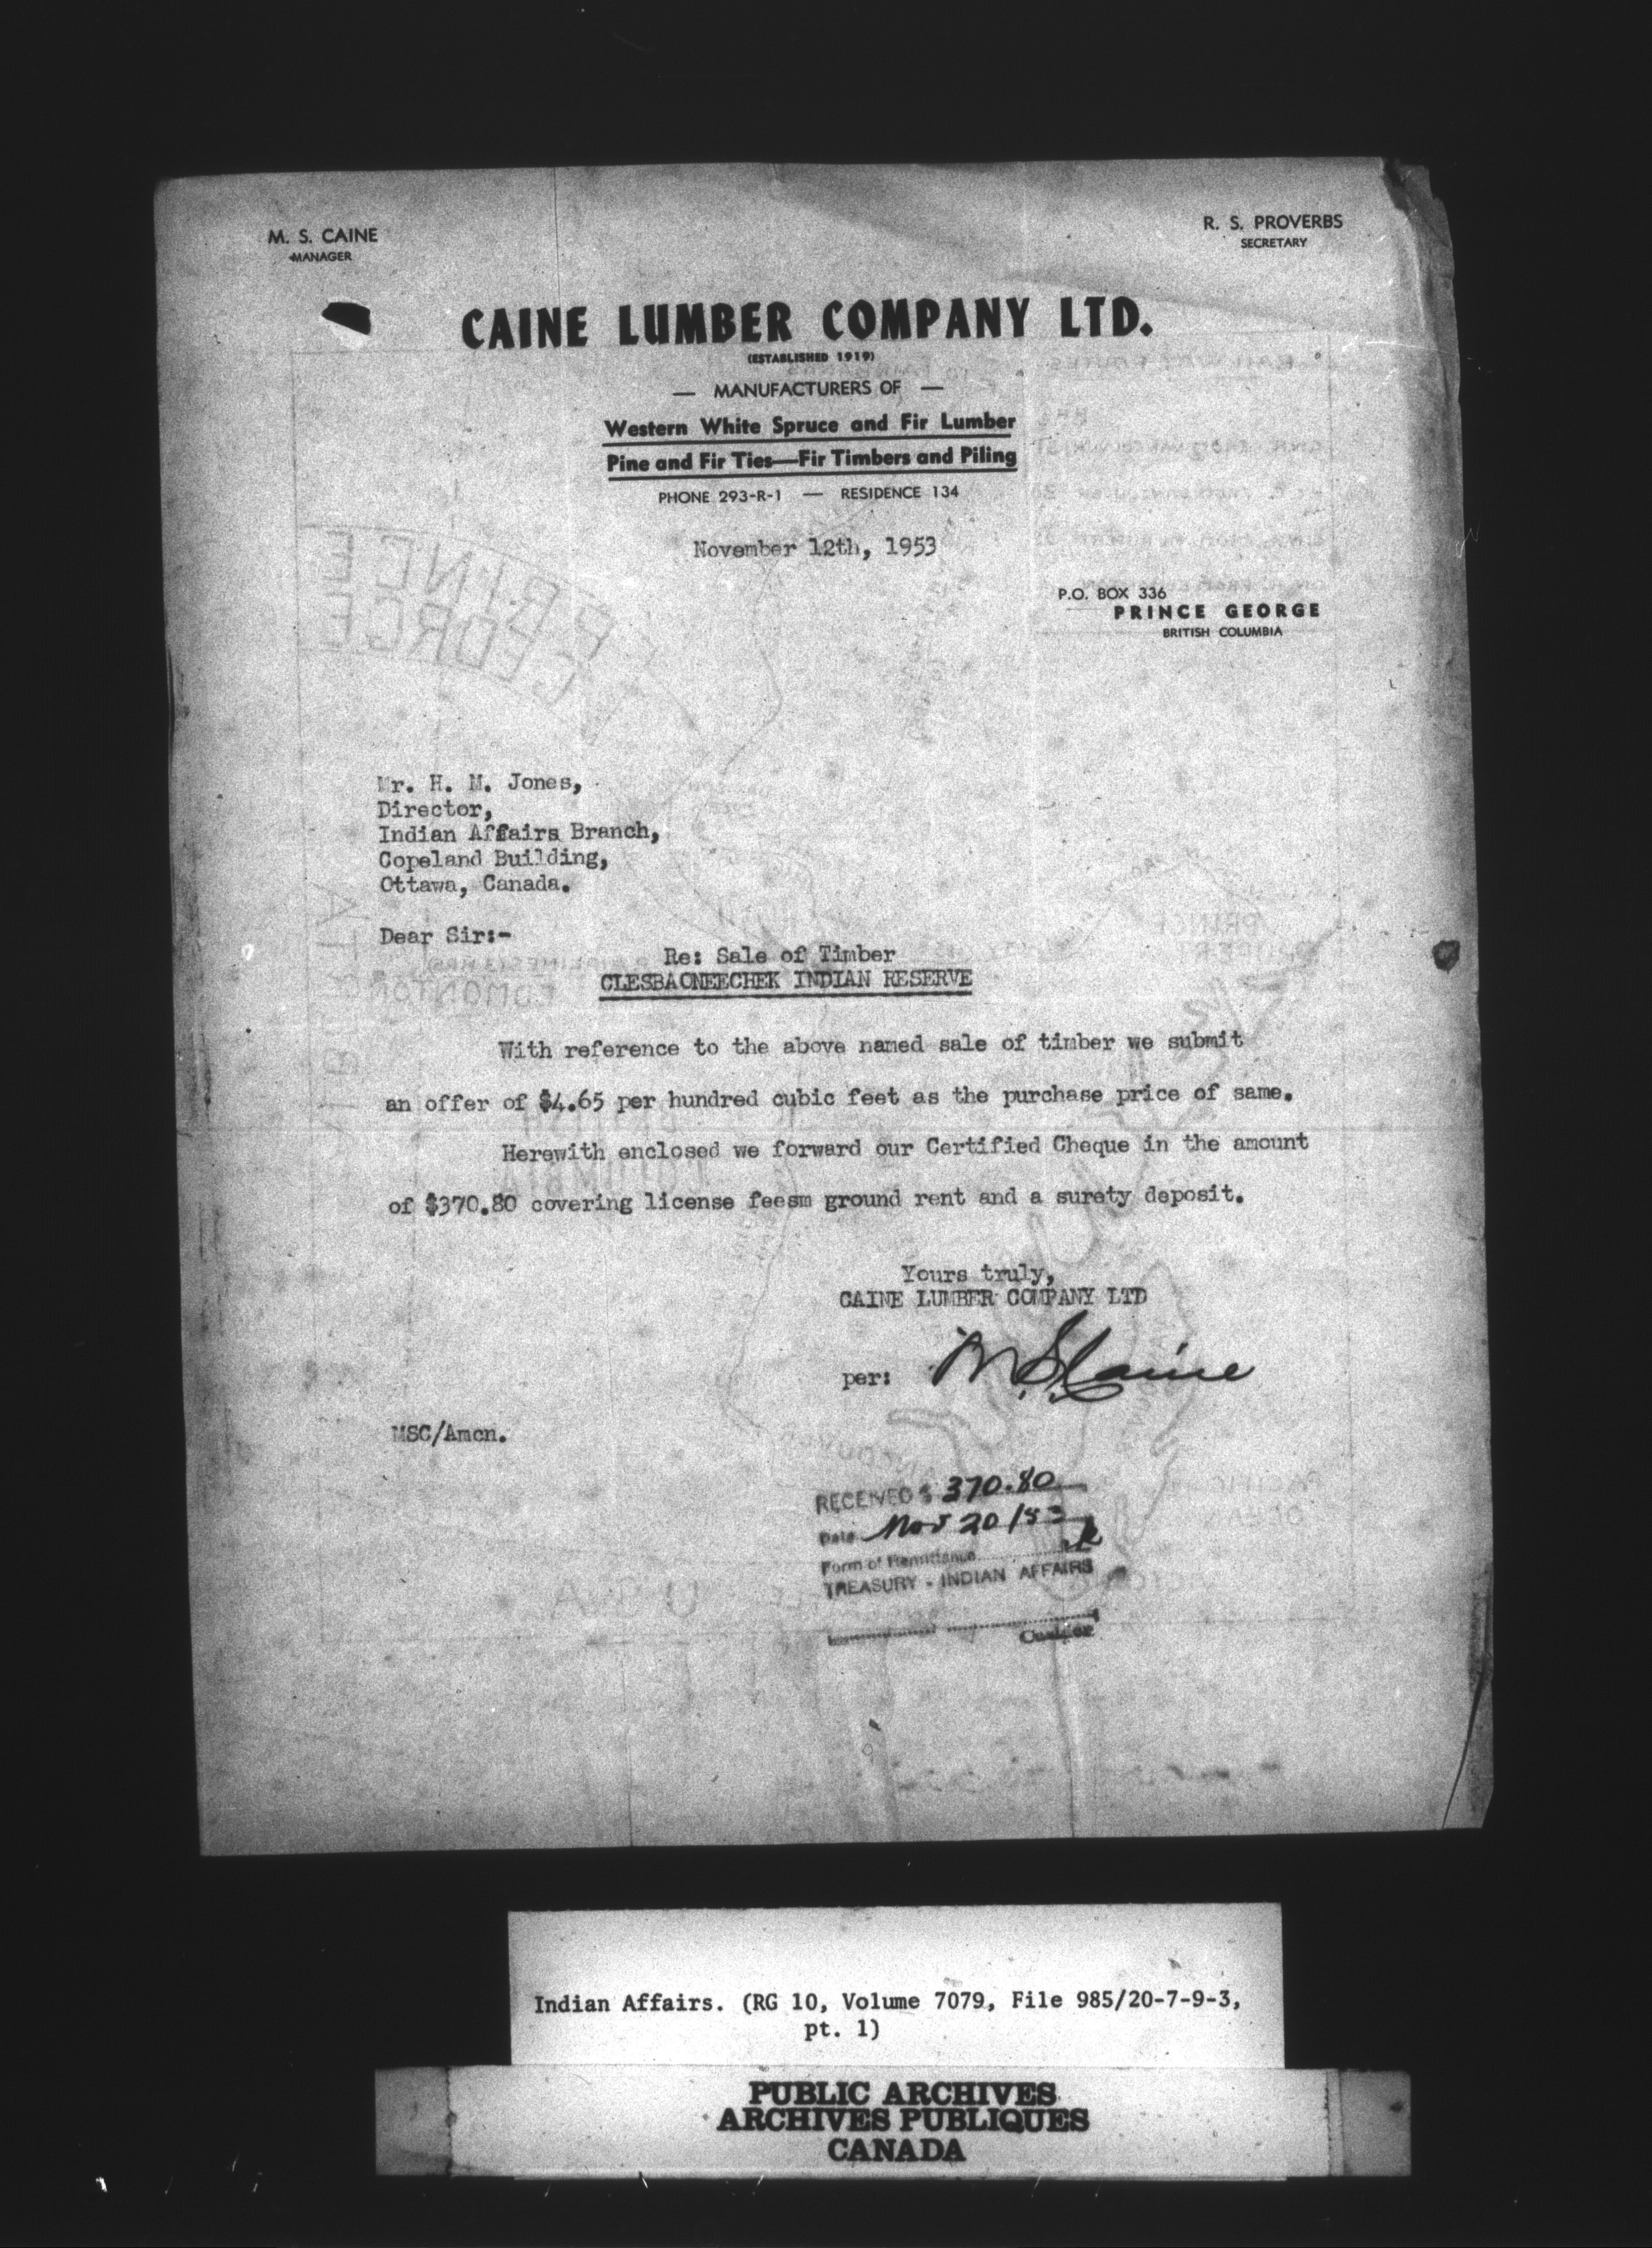 M. S. CAINE
MANAGER
R. S. PROVERBS
SECRETARY
CAINE LUMBER COMPANY LTD.
(ESTABLISHED 1919)
— MANUFACTURERS OF —
Western White Spruce and Fir Lumber
Pine and Fir Ties—Fir Timbers and Piling
PHONE 293-R-1 — RESIDENCE 134
November 12th, 1953
P.O. BOX 336
PRINCE GEORGE
BRITISH COLUMBIA
Mr. H. M. Jones,
Director,
Indian Affairs Branch,
Copeland Building,
Ottawa, Canada.
Dear Sir:-
Re: Sale of Timber
CLESBAONEECHEK INDIAN RESERVE
With reference to the above named sale of timber we submit
an offer of $4.65 per hundred cubic feet as the purchase price of same.
Herewith enclosed we forward our Certified Cheque in the amount
of $370.80 covering license feesm ground rent and a surety deposit.
Yours truly,
CAINE LUMBER COMPANY LTD
per: M. S. Caine
MSC/Amcn.
RECEIVED $ 370.80
Date Nov 20/53
Form of Remittance
TREASURY - INDIAN AFFAIRS
Cashier
Indian Affairs. (RG 10, Volume 7079, File 985/20-7-9-3,
pt. 1)
PUBLIC ARCHIVES
ARCHIVES PUBLIQUES
CANADA